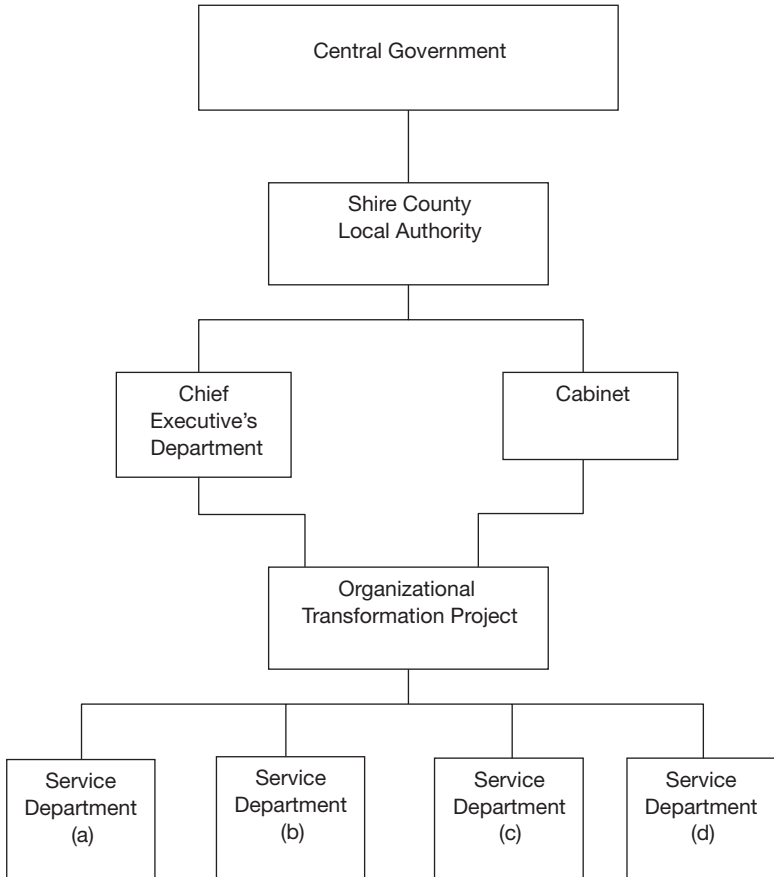 Central Government
Shire County
Local Authority
Chief
Executive’s
Department
Cabinet
Organizational
Transformation Project
Service
Department
(a)
Service
Department
(b)
Service
Department
(c)
Service
Department
(d)